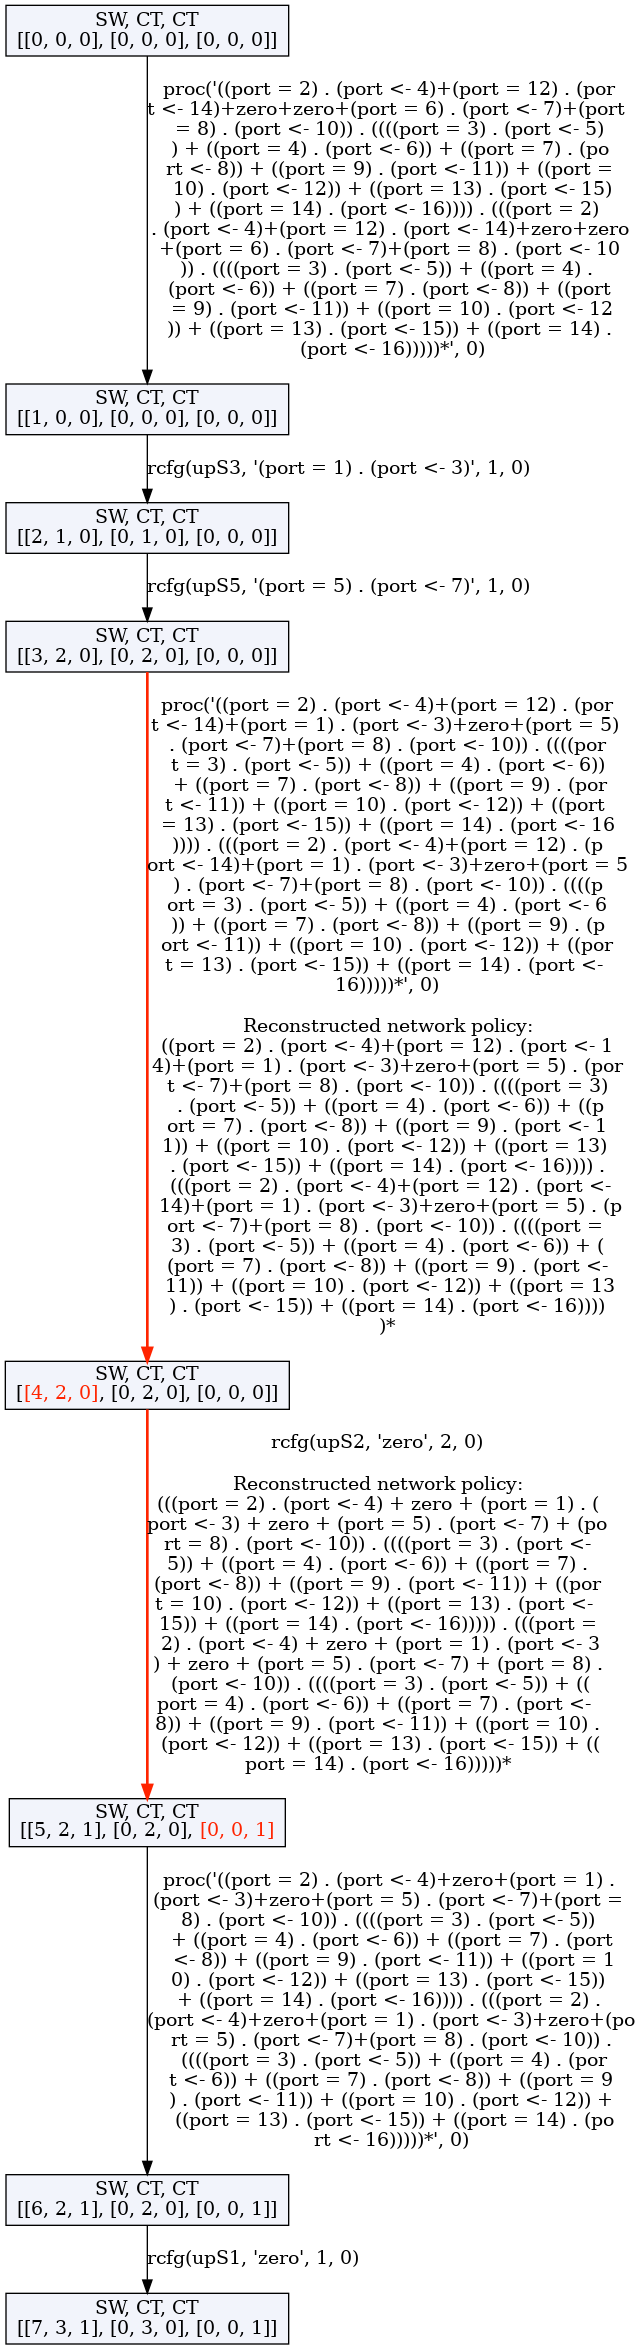 SW, CT, CT
[[0, 0, 0], [0, 0, 0], [0, 0, 0]]
proc('((port = 2) . (port <- 4)+(port = 12) . (por
t <- 14)+zero+zero+(port = 6) . (port <- 7)+(port
= 8) . (port <- 10)) . ((((port = 3) . (port <- 5)
) + ((port = 4) . (port <- 6)) + ((port = 7) . (po
rt <- 8)) + ((port = 9) . (port <- 11)) + ((port =
10) . (port <- 12)) + ((port = 13) . (port <- 15)
) + ((port = 14) . (port <- 16)))) . (((port = 2)
. (port <- 4)+(port = 12) . (port <- 14)+zero+zero
+(port = 6) . (port <- 7)+(port = 8) . (port <- 10
)) . ((((port = 3) . (port <- 5)) + ((port = 4) .
(port <- 6)) + ((port = 7) . (port <- 8)) + ((port
= 9) . (port <- 11)) + ((port = 10) . (port <- 12
)) + ((port = 13) . (port <- 15)) + ((port = 14) .
(port <- 16)))))*', 0)
SW, CT, CT
[[1, 0, 0], [0, 0, 0], [0, 0, 0]]
rcfg(upS3, '(port = 1) . (port <- 3)', 1, 0)
SW, CT, CT
[[2, 1, 0], [0, 1, 0], [0, 0, 0]]
rcfg(upS5, '(port = 5) . (port <- 7)', 1, 0)
SW, CT, CT
[[3, 2, 0], [0, 2, 0], [0, 0, 0]]
proc('((port = 2) . (port <- 4)+(port = 12) . (por
t <- 14)+(port = 1) . (port <- 3)+zero+(port = 5)
. (port <- 7)+(port = 8) . (port <- 10)) . ((((por
t = 3) . (port <- 5)) + ((port = 4) . (port <- 6))
+ ((port = 7) . (port <- 8)) + ((port = 9) . (por
t <- 11)) + ((port = 10) . (port <- 12)) + ((port
= 13) . (port <- 15)) + ((port = 14) . (port <- 16
)))) . (((port = 2) . (port <- 4)+(port = 12) . (p
ort <- 14)+(port = 1) . (port <- 3)+zero+(port = 5
) . (port <- 7)+(port = 8) . (port <- 10)) . ((((p
ort = 3) . (port <- 5)) + ((port = 4) . (port <- 6
)) + ((port = 7) . (port <- 8)) + ((port = 9) . (p
ort <- 11)) + ((port = 10) . (port <- 12)) + ((por
t = 13) . (port <- 15)) + ((port = 14) . (port <-
16)))))*', 0)
Reconstructed network policy:
((port = 2) . (port <- 4)+(port = 12) . (port <- 1
4)+(port = 1) . (port <- 3)+zero+(port = 5) . (por
t <- 7)+(port = 8) . (port <- 10)) . ((((port = 3)
. (port <- 5)) + ((port = 4) . (port <- 6)) + ((p
ort = 7) . (port <- 8)) + ((port = 9) . (port <- 1
1)) + ((port = 10) . (port <- 12)) + ((port = 13)
. (port <- 15)) + ((port = 14) . (port <- 16)))) .
(((port = 2) . (port <- 4)+(port = 12) . (port <-
14)+(port = 1) . (port <- 3)+zero+(port = 5) . (p
ort <- 7)+(port = 8) . (port <- 10)) . ((((port =
3) . (port <- 5)) + ((port = 4) . (port <- 6)) + (
(port = 7) . (port <- 8)) + ((port = 9) . (port <-
11)) + ((port = 10) . (port <- 12)) + ((port = 13
) . (port <- 15)) + ((port = 14) . (port <- 16))))
)*
SW, CT, CT
[[4, 2, 0], [0, 2, 0], [0, 0, 0]]
rcfg(upS2, 'zero', 2, 0)
Reconstructed network policy:
(((port = 2) . (port <- 4) + zero + (port = 1) . (
port <- 3) + zero + (port = 5) . (port <- 7) + (po
rt = 8) . (port <- 10)) . ((((port = 3) . (port <-
5)) + ((port = 4) . (port <- 6)) + ((port = 7) .
(port <- 8)) + ((port = 9) . (port <- 11)) + ((por
t = 10) . (port <- 12)) + ((port = 13) . (port <-
15)) + ((port = 14) . (port <- 16))))) . (((port =
2) . (port <- 4) + zero + (port = 1) . (port <- 3
) + zero + (port = 5) . (port <- 7) + (port = 8) .
(port <- 10)) . ((((port = 3) . (port <- 5)) + ((
port = 4) . (port <- 6)) + ((port = 7) . (port <-
8)) + ((port = 9) . (port <- 11)) + ((port = 10) .
(port <- 12)) + ((port = 13) . (port <- 15)) + ((
port = 14) . (port <- 16)))))*
SW, CT, CT
[[5, 2, 1], [0, 2, 0], [0, 0, 1]]
proc('((port = 2) . (port <- 4)+zero+(port = 1) .
(port <- 3)+zero+(port = 5) . (port <- 7)+(port =
8) . (port <- 10)) . ((((port = 3) . (port <- 5))
+ ((port = 4) . (port <- 6)) + ((port = 7) . (port
<- 8)) + ((port = 9) . (port <- 11)) + ((port = 1
0) . (port <- 12)) + ((port = 13) . (port <- 15))
+ ((port = 14) . (port <- 16)))) . (((port = 2) .
(port <- 4)+zero+(port = 1) . (port <- 3)+zero+(po
rt = 5) . (port <- 7)+(port = 8) . (port <- 10)) .
((((port = 3) . (port <- 5)) + ((port = 4) . (por
t <- 6)) + ((port = 7) . (port <- 8)) + ((port = 9
) . (port <- 11)) + ((port = 10) . (port <- 12)) +
((port = 13) . (port <- 15)) + ((port = 14) . (po
rt <- 16)))))*', 0)
SW, CT, CT
[[6, 2, 1], [0, 2, 0], [0, 0, 1]]
rcfg(upS1, 'zero', 1, 0)
SW, CT, CT
[[7, 3, 1], [0, 3, 0], [0, 0, 1]]